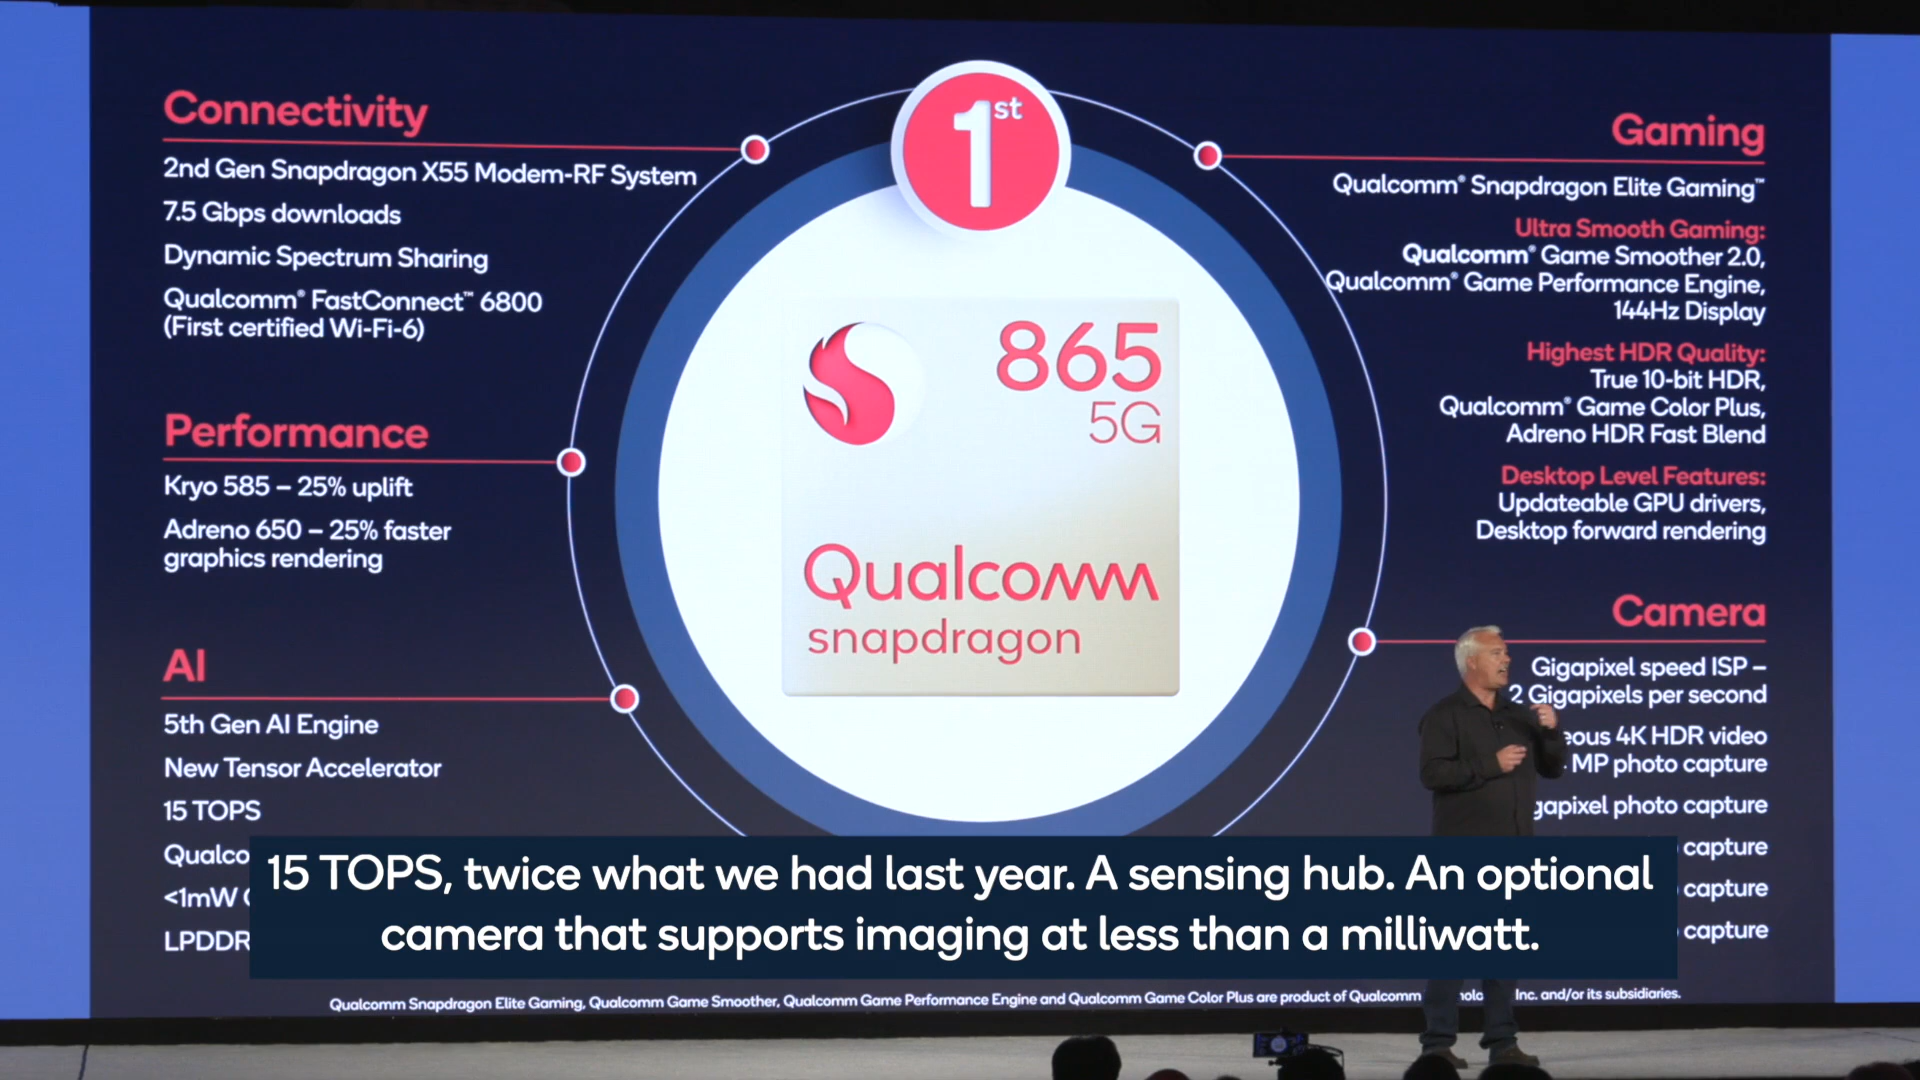 1st
Connectivity
2nd Gen Snapdragon X55 Modem-RF System
7.5 Gbps downloads
Dynamic Spectrum Sharing
Qualcomm® FastConnect™ 6800
(First certified Wi-Fi-6)
Performance
Kryo 585 – 25% uplift
Adreno 650 – 25% faster
graphics rendering
AI
5th Gen AI Engine
New Tensor Accelerator
15 TOPS
<1mW
865
5G
Qualcomm
snapdragon
Gaming
Qualcomm® Snapdragon Elite Gaming™
Ultra Smooth Gaming:
Qualcomm® Game Smoother 2.0,
Qualcomm® Game Performance Engine,
144Hz Display
Highest HDR Quality:
True 10-bit HDR,
Qualcomm® Game Color Plus,
Adreno HDR Fast Blend
Desktop Level Features:
Updateable GPU drivers,
Desktop forward rendering
Camera
Gigapixel speed ISP –
2 Gigapixels per second
4K HDR video
MP photo capture
photo capture
capture
capture
capture
15 TOPS, twice what we had last year. A sensing hub. An optional
camera that supports imaging at less than a milliwatt.
Qualcomm Snapdragon Elite Gaming, Qualcomm Game Smoother, Qualcomm Game Performance Engine and Qualcomm Game Color Plus are product of Qualcomm Inc. and/or its subsidiaries.